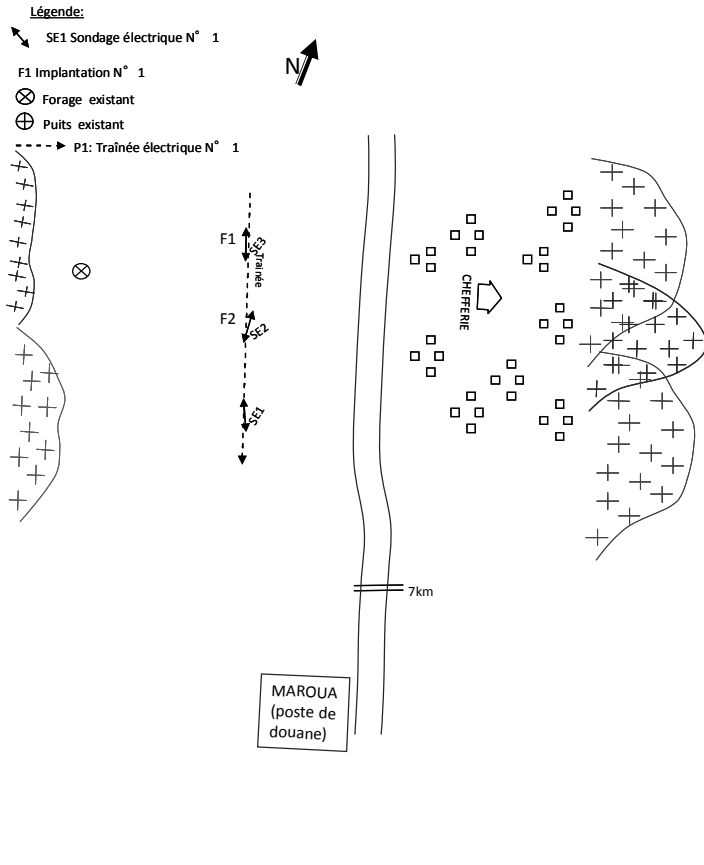 Légende:
SE1 Sondage électrique N° 1
F1 Implantation N° 1
Forage existant
Puits existant
P1: Traînée électrique N° 1
N
F1
SE3
Traînée
F2
SE2
SE1
CHEFFERIE
7km
MAROUA
(poste de
douane)